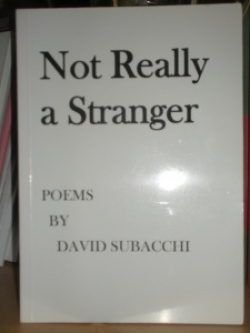 Not Really
a Stranger
POEMS
BY
DAVID SUBACCHI